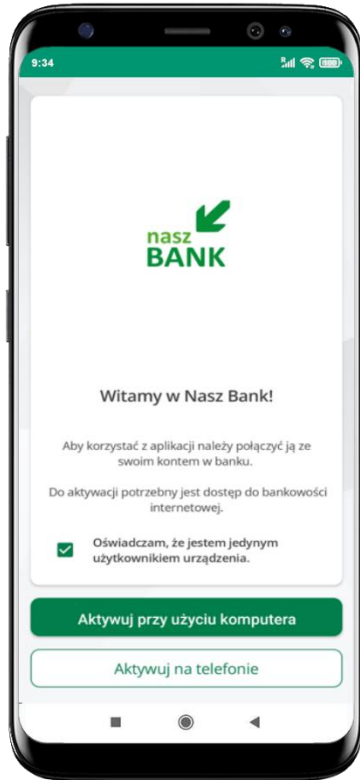 9:34
100
nasz
BANK
Witamy w Nasz Bank!
Aby korzystać z aplikacji należy połączyć ją ze
swoim kontem w banku.
Do aktywacji potrzebny jest dostęp do bankowości
internetowej.
Oświadczam, że jestem jedynym
użytkownikiem urządzenia.
Aktywuj przy użyciu komputera
Aktywuj na telefonie